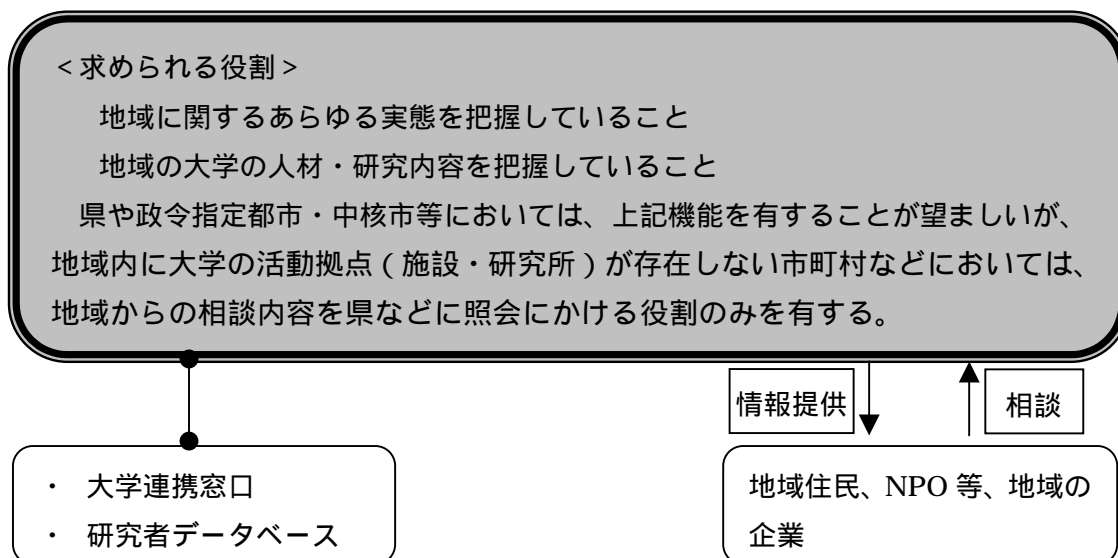 ＜求められる役割＞
地域に関するあらゆる実態を把握していること
地域の大学の人材・研究内容を把握していること
県や政令指定都市・中核市等においては、上記機能を有することが望ましいが、
地域内に大学の活動拠点（施設・研究所）が存在しない市町村などにおいては、
地域からの相談内容を県などに照会にかける役割のみを有する。
情報提供
相談
・ 大学連携窓口
・ 研究者データベース
地域住民、NPO 等、地域の
企業